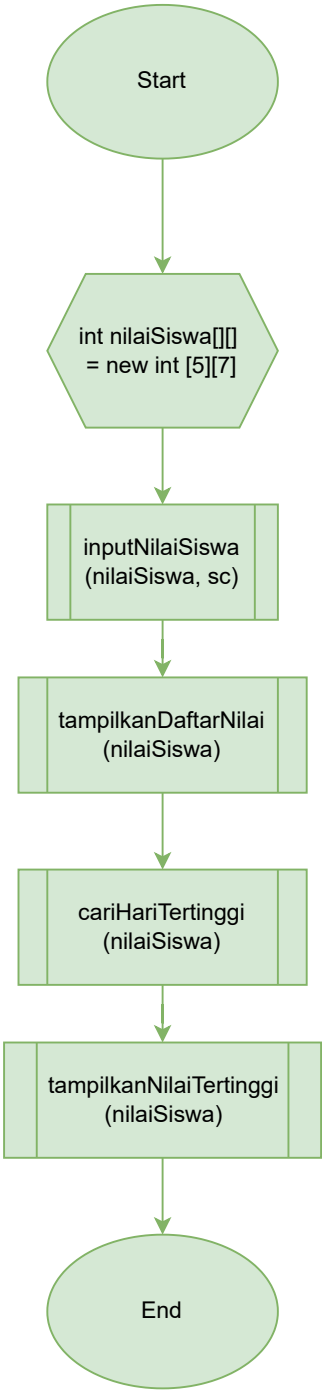 Start
int nilaiSiswa[][]
= new int [5][7]
inputNilaiSiswa
(nilaiSiswa, sc)
tampilkanDaftarNilai
(nilaiSiswa)
cariHariTertinggi
(nilaiSiswa)
tampilkanNilaiTertinggi
(nilaiSiswa)
End